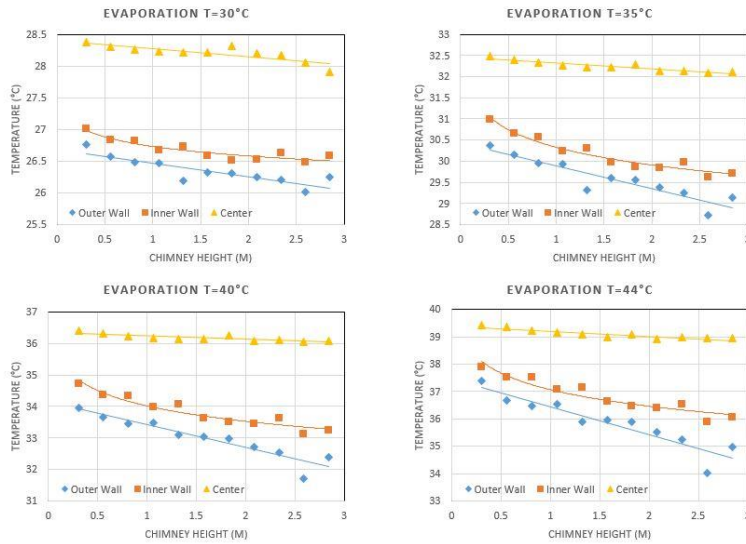 EVAPORATION T=30°C
TEMPERATURE (°C)
28.5
28
27.5
27
26.5
26
25.5
Outer Wall Inner Wall Center
0 0.5 1 1.5 2 2.5 3
CHIMNEY HEIGHT (M)
EVAPORATION T=35°C
TEMPERATURE (°C)
33
32.5
32
31.5
31
30.5
30
29.5
29
28.5
Outer Wall Inner Wall Center
0 0.5 1 1.5 2 2.5 3
CHIMNEY HEIGHT (M)
EVAPORATION T=40°C
TEMPERATURE (°C)
37
36
35
34
33
32
31
Outer Wall Inner Wall Center
0 0.5 1 1.5 2 2.5 3
CHIMNEY HEIGHT (M)
EVAPORATION T=44°C
TEMPERATURE (°C)
40
39
38
37
36
35
34
33
Outer Wall Inner Wall Center
0 0.5 1 1.5 2 2.5 3
CHIMNEY HEIGHT (M)